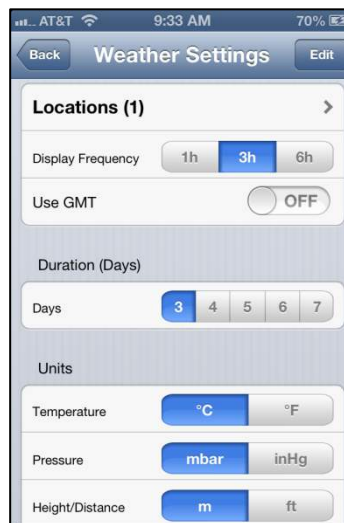 AT&T 9:33 AM 70%
Back Weather Settings Edit
Locations (1)
Display Frequency 1h 3h 6h
Use GMT OFF
Duration (Days)
Days 3 4 5 6 7
Units
Temperature °C °F
Pressure mbar inHg
Height/Distance m ft